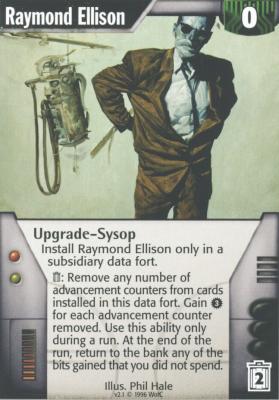 Raymond Ellison
0
Upgrade-Sysop
Install Raymond Ellison only in a
subsidiary data fort.
: Remove any number of
advancement counters from cards
installed in this data fort. Gain 3
for each advancement counter
removed. Use this ability only
during a run. At the end of the
run, return to the bank any of the
bits gained that you did not spend.
Illus. Phil Hale
v2.1 © 1996 WotC
2